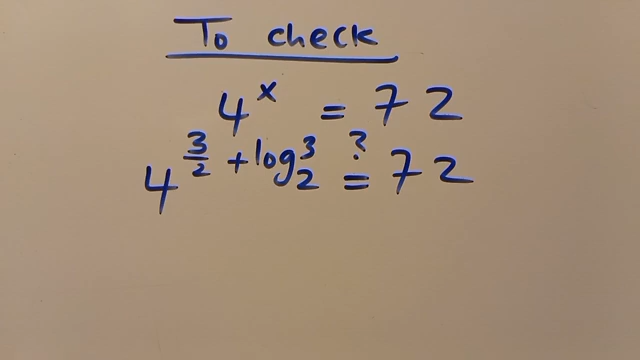 To check
4^x = 72
4^(3/2 + log_2^3) ?= 72